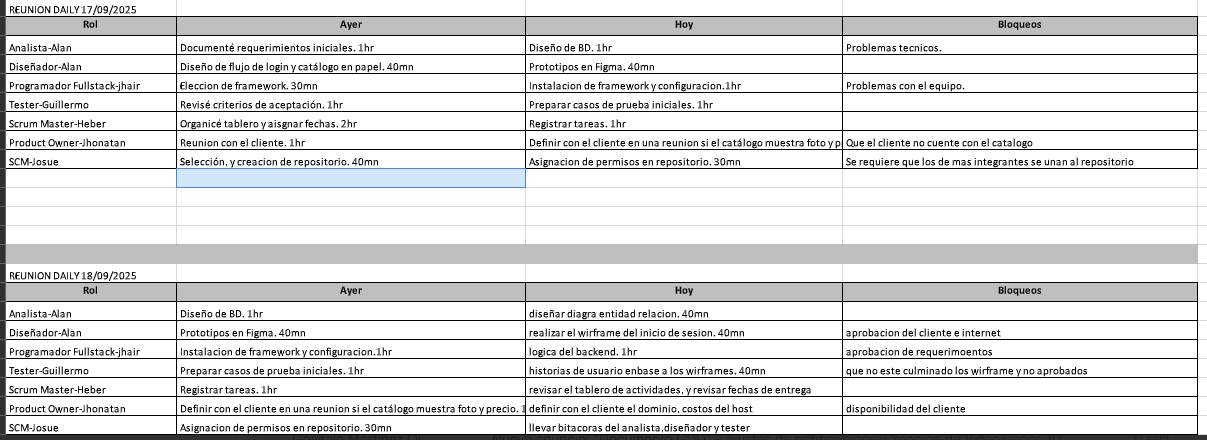 REUNION DAILY 17/09/2025
Rol Ayer Hoy Bloqueos
Analista-Alan Documenté requerimientos iniciales. 1hr Diseño de BD. 1hr Problemas tecnicos.
Diseñador-Alan Diseño de flujo de login y catálogo en papel. 40mn Prototipos en Figma. 40mn
Programador Fullstack-jhair Eleccion de framework. 30mn Instalacion de framework y configuracion.1hr Problemas con el equipo.
Tester-Guillermo Revisé criterios de aceptación. 1hr Preparar casos de prueba iniciales. 1hr
Scrum Master-Heber Organicé tablero y aisgnar fechas. 2hr Registrar tareas. 1hr
Product Owner-Jhonatan Reunion con el cliente. 1hr Definir con el cliente en una reunion si el catálogo muestra foto y p Que el cliente no cuente con el catalogo
SCM-Josue Selección, y creacion de repositorio. 40mn Asignacion de permisos en repositorio. 30mn Se requiere que los de mas integrantes se unan al repositorio
REUNION DAILY 18/09/2025
Rol Ayer Hoy Bloqueos
Analista-Alan Diseño de BD. 1hr diseñar diagra entidad relacion. 40mn
Diseñador-Alan Prototipos en Figma. 40mn realizar el wirframe del inicio de sesion. 40mn aprobacion del cliente e internet
Programador Fullstack-jhair Instalacion de framework y configuracion.1hr logica del backend. 1hr aprobacion de requerimoentos
Tester-Guillermo Preparar casos de prueba iniciales. 1hr historias de usuario enbase a los wirframes. 40mn que no este culminado los wirframe y no aprobados
Scrum Master-Heber Registrar tareas. 1hr revisar el tablero de actividades, y revisar fechas de entrega
Product Owner-Jhonatan Definir con el cliente en una reunion si el catálogo muestra foto y precio. 1 definir con el cliente el dominio, costos del host disponibilidad del cliente
SCM-Josue Asignacion de permisos en repositorio. 30mn llevar bitacoras del analista,diseñador y tester